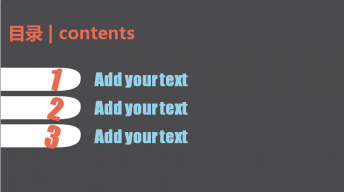 目录 | contents
1 Add your text
2 Add your text
3 Add your text